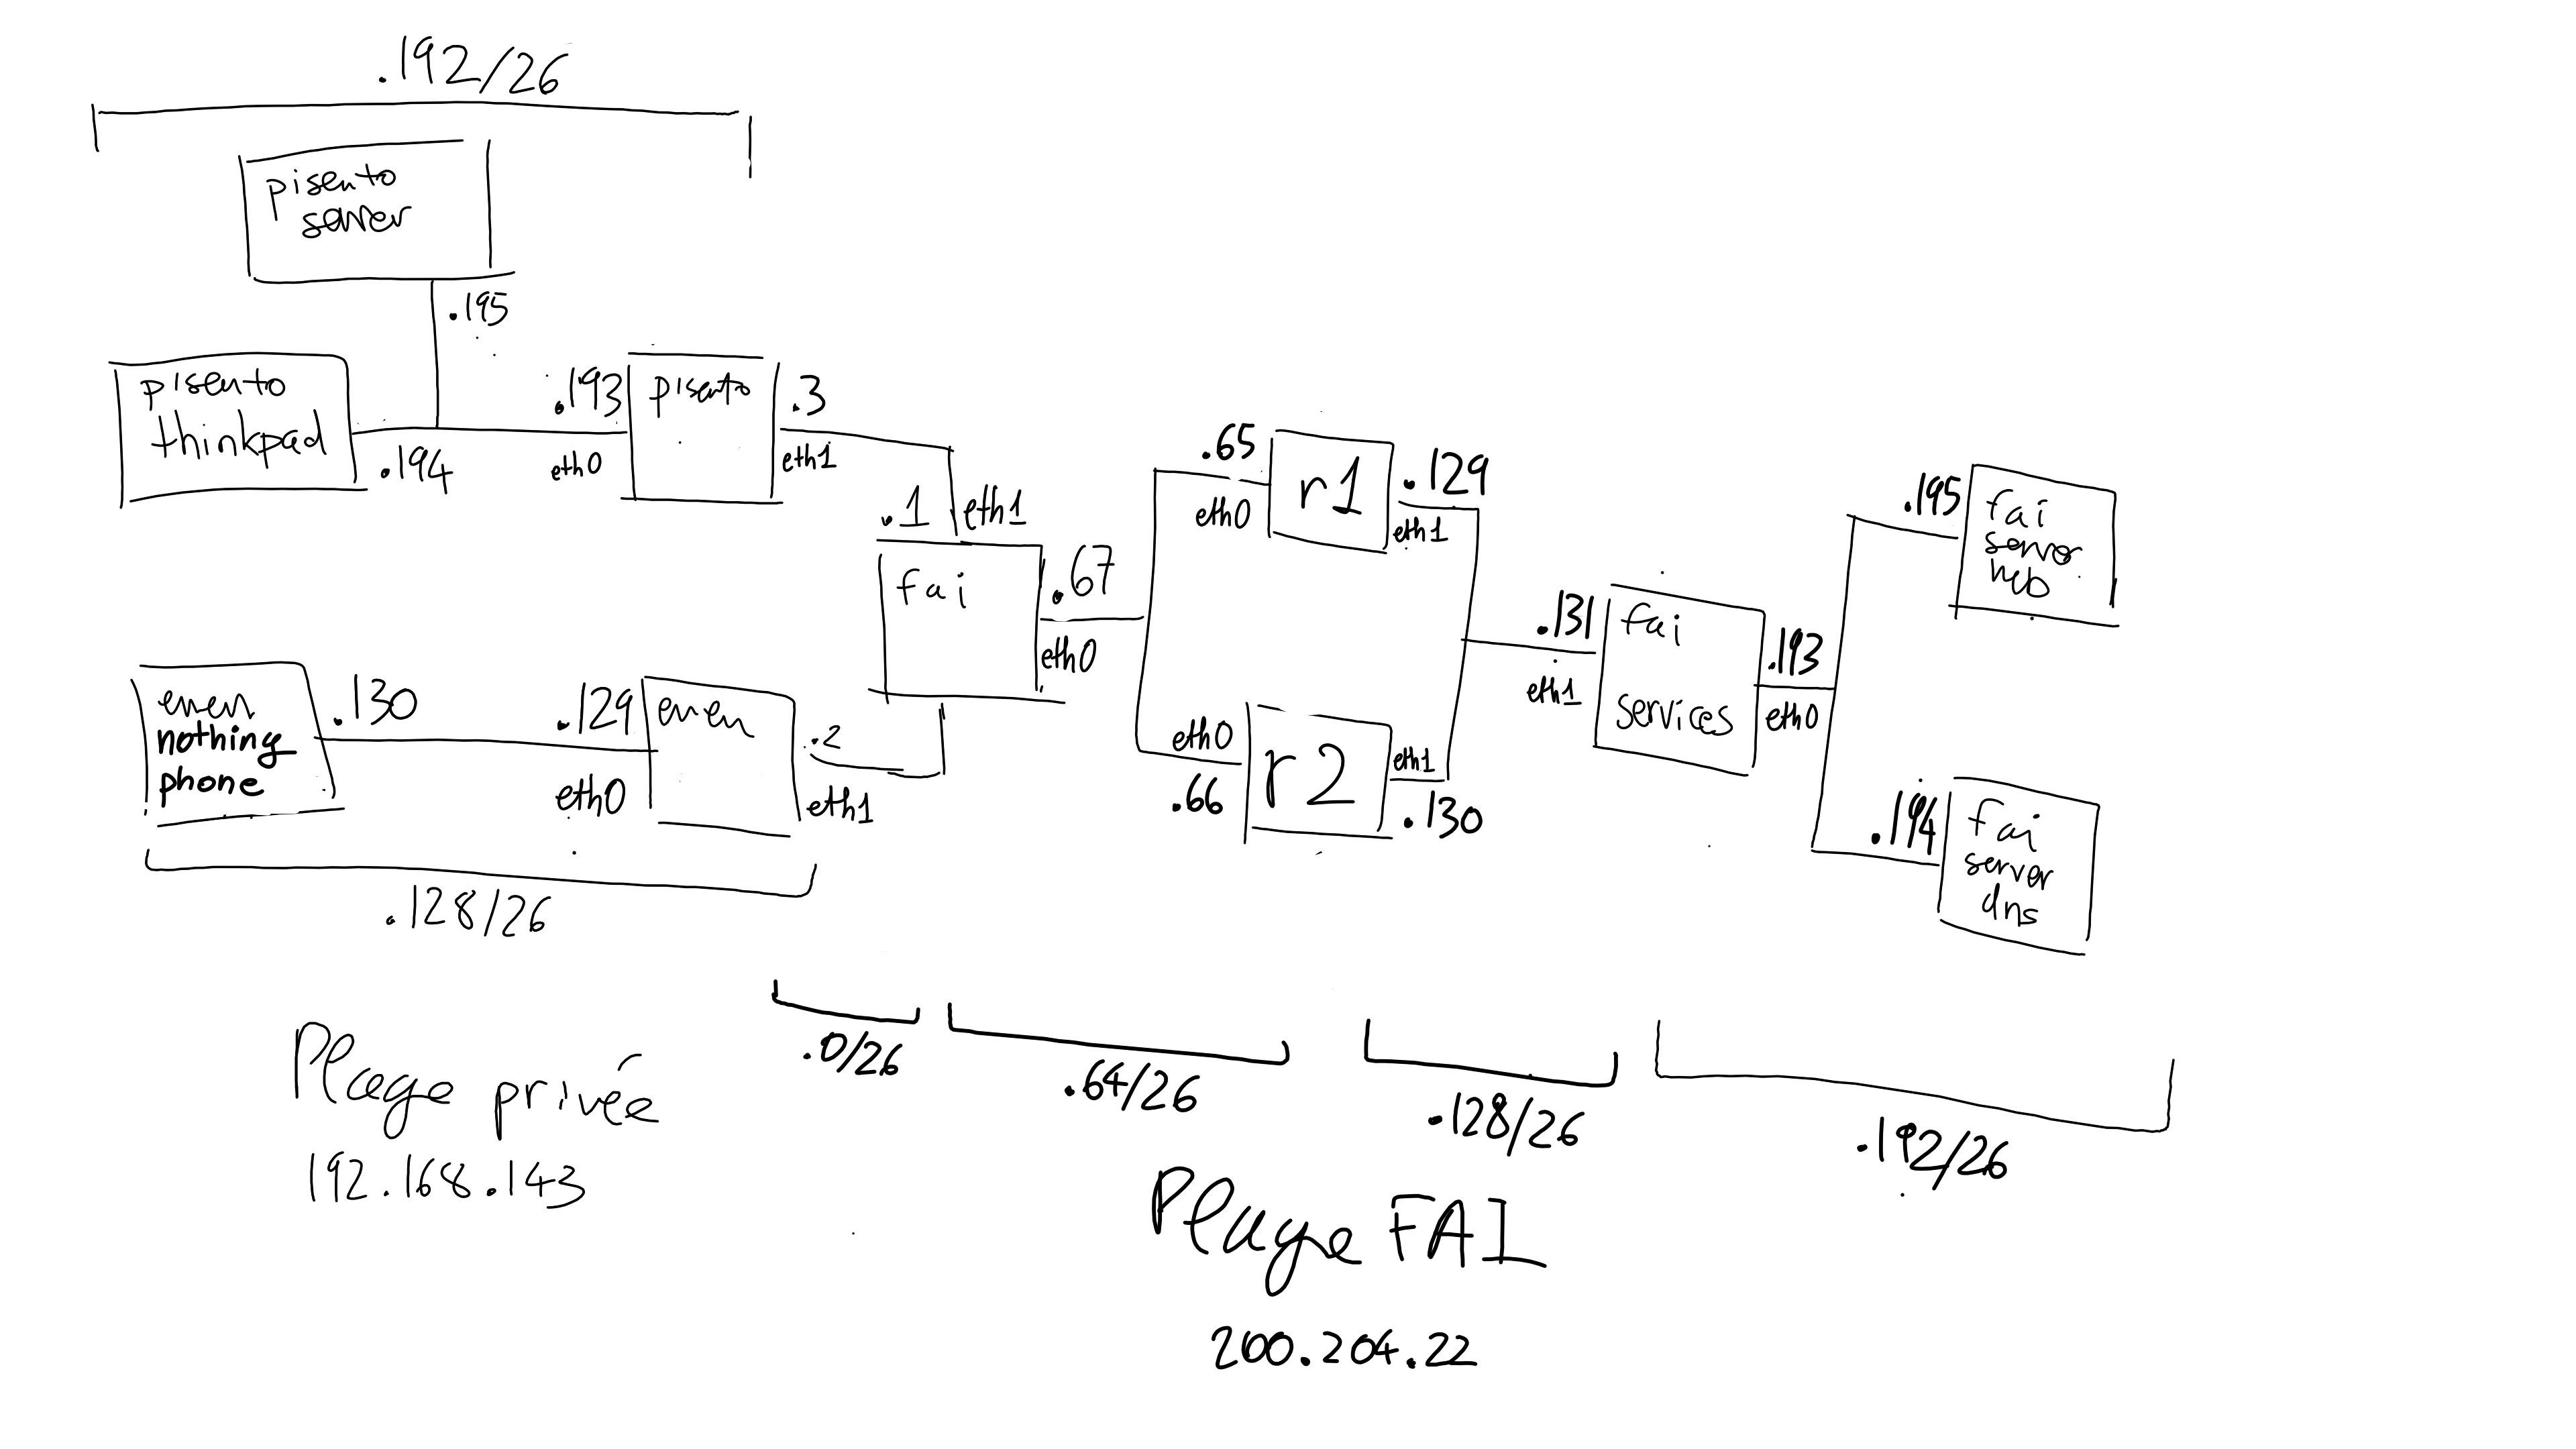 .192/26
pisento
server
.195
pisento
thinkpad
.194
.193
eth0
pisento
.3
eth1
.1
eth1
fai
.67
eth0
.65
eth0
r1
.129
eth1
eth0
.66
r2
eth1
.130
.131
eth1
fai
services
.193
eth0
.195
fai
server
web
.194
fai
server
dns
nothing
phone
.130
.129
eth0
.2
eth1
.128/26
.0/26
.64/26
.128/26
.192/26
Plage privée
192.168.143
Plage FAI
200.204.22